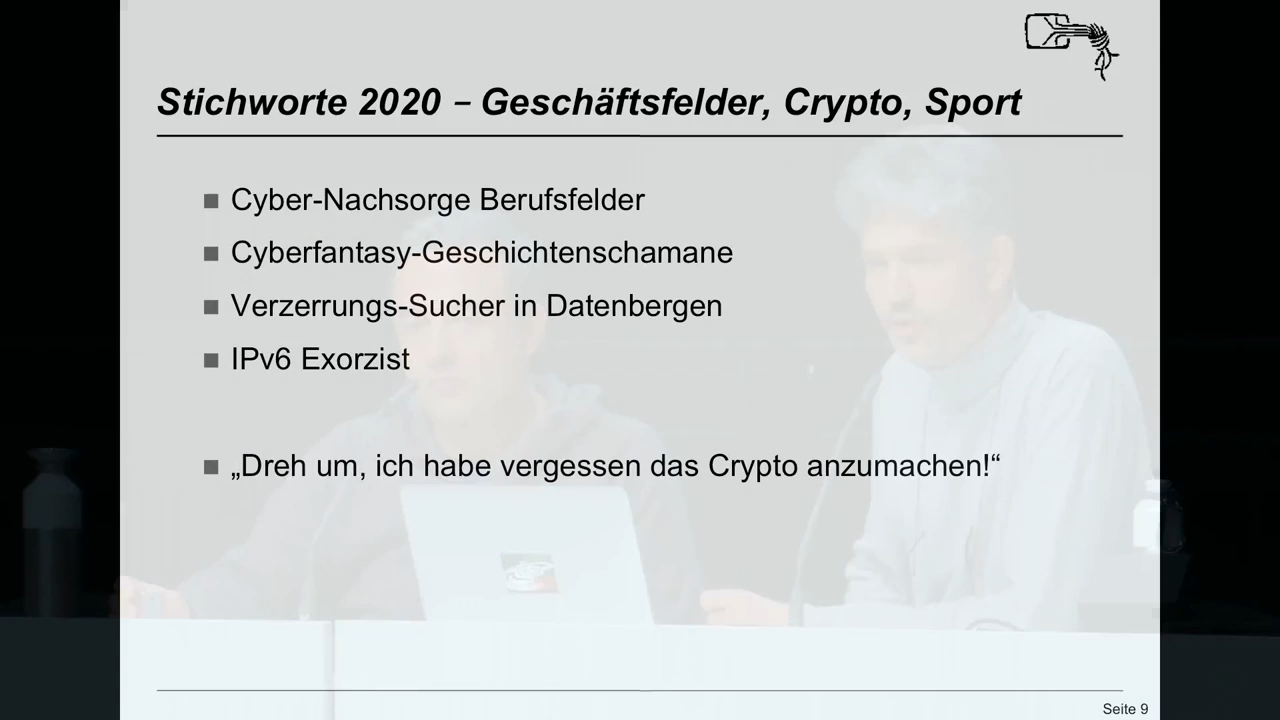 Stichworte 2020 – Geschäftsfelder, Crypto, Sport
Cyber-Nachsorge Berufsfelder
Cyberfantasy-Geschichtenschamane
Verzerrungs-Sucher in Datenbergen
IPv6 Exorzist
„Dreh um, ich habe vergessen das Crypto anzumachen!“
Seite 9